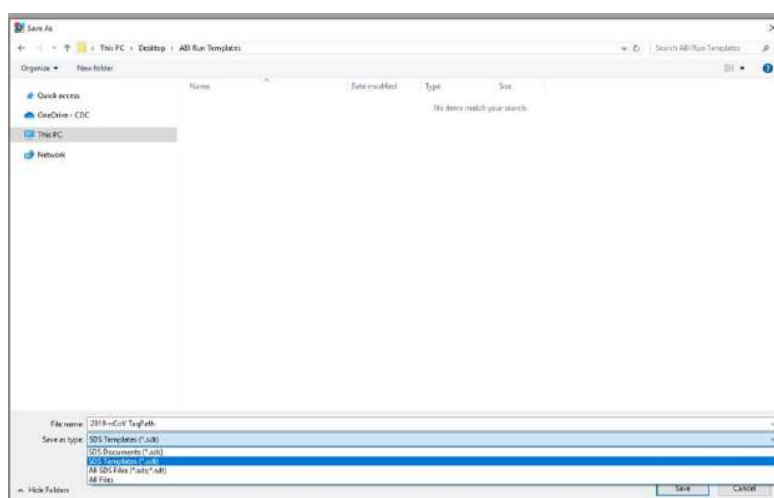 Save As
This PC › Desktop › ABI Run Templates
Search ABI Run Templates
Organize
New folder
Name
Date modified
Type
Size
Quick access
No items match your search.
OneDrive - CDC
This PC
Network
File name: 2019-nCoV TaqPath
Save as type: SDS Templates (*.sdt)
SDS Documents (*.sds)
SDS Templates (*.sdt)
All SDS Files (*.sds;*.sdt)
All Files
Hide Folders
Save
Cancel